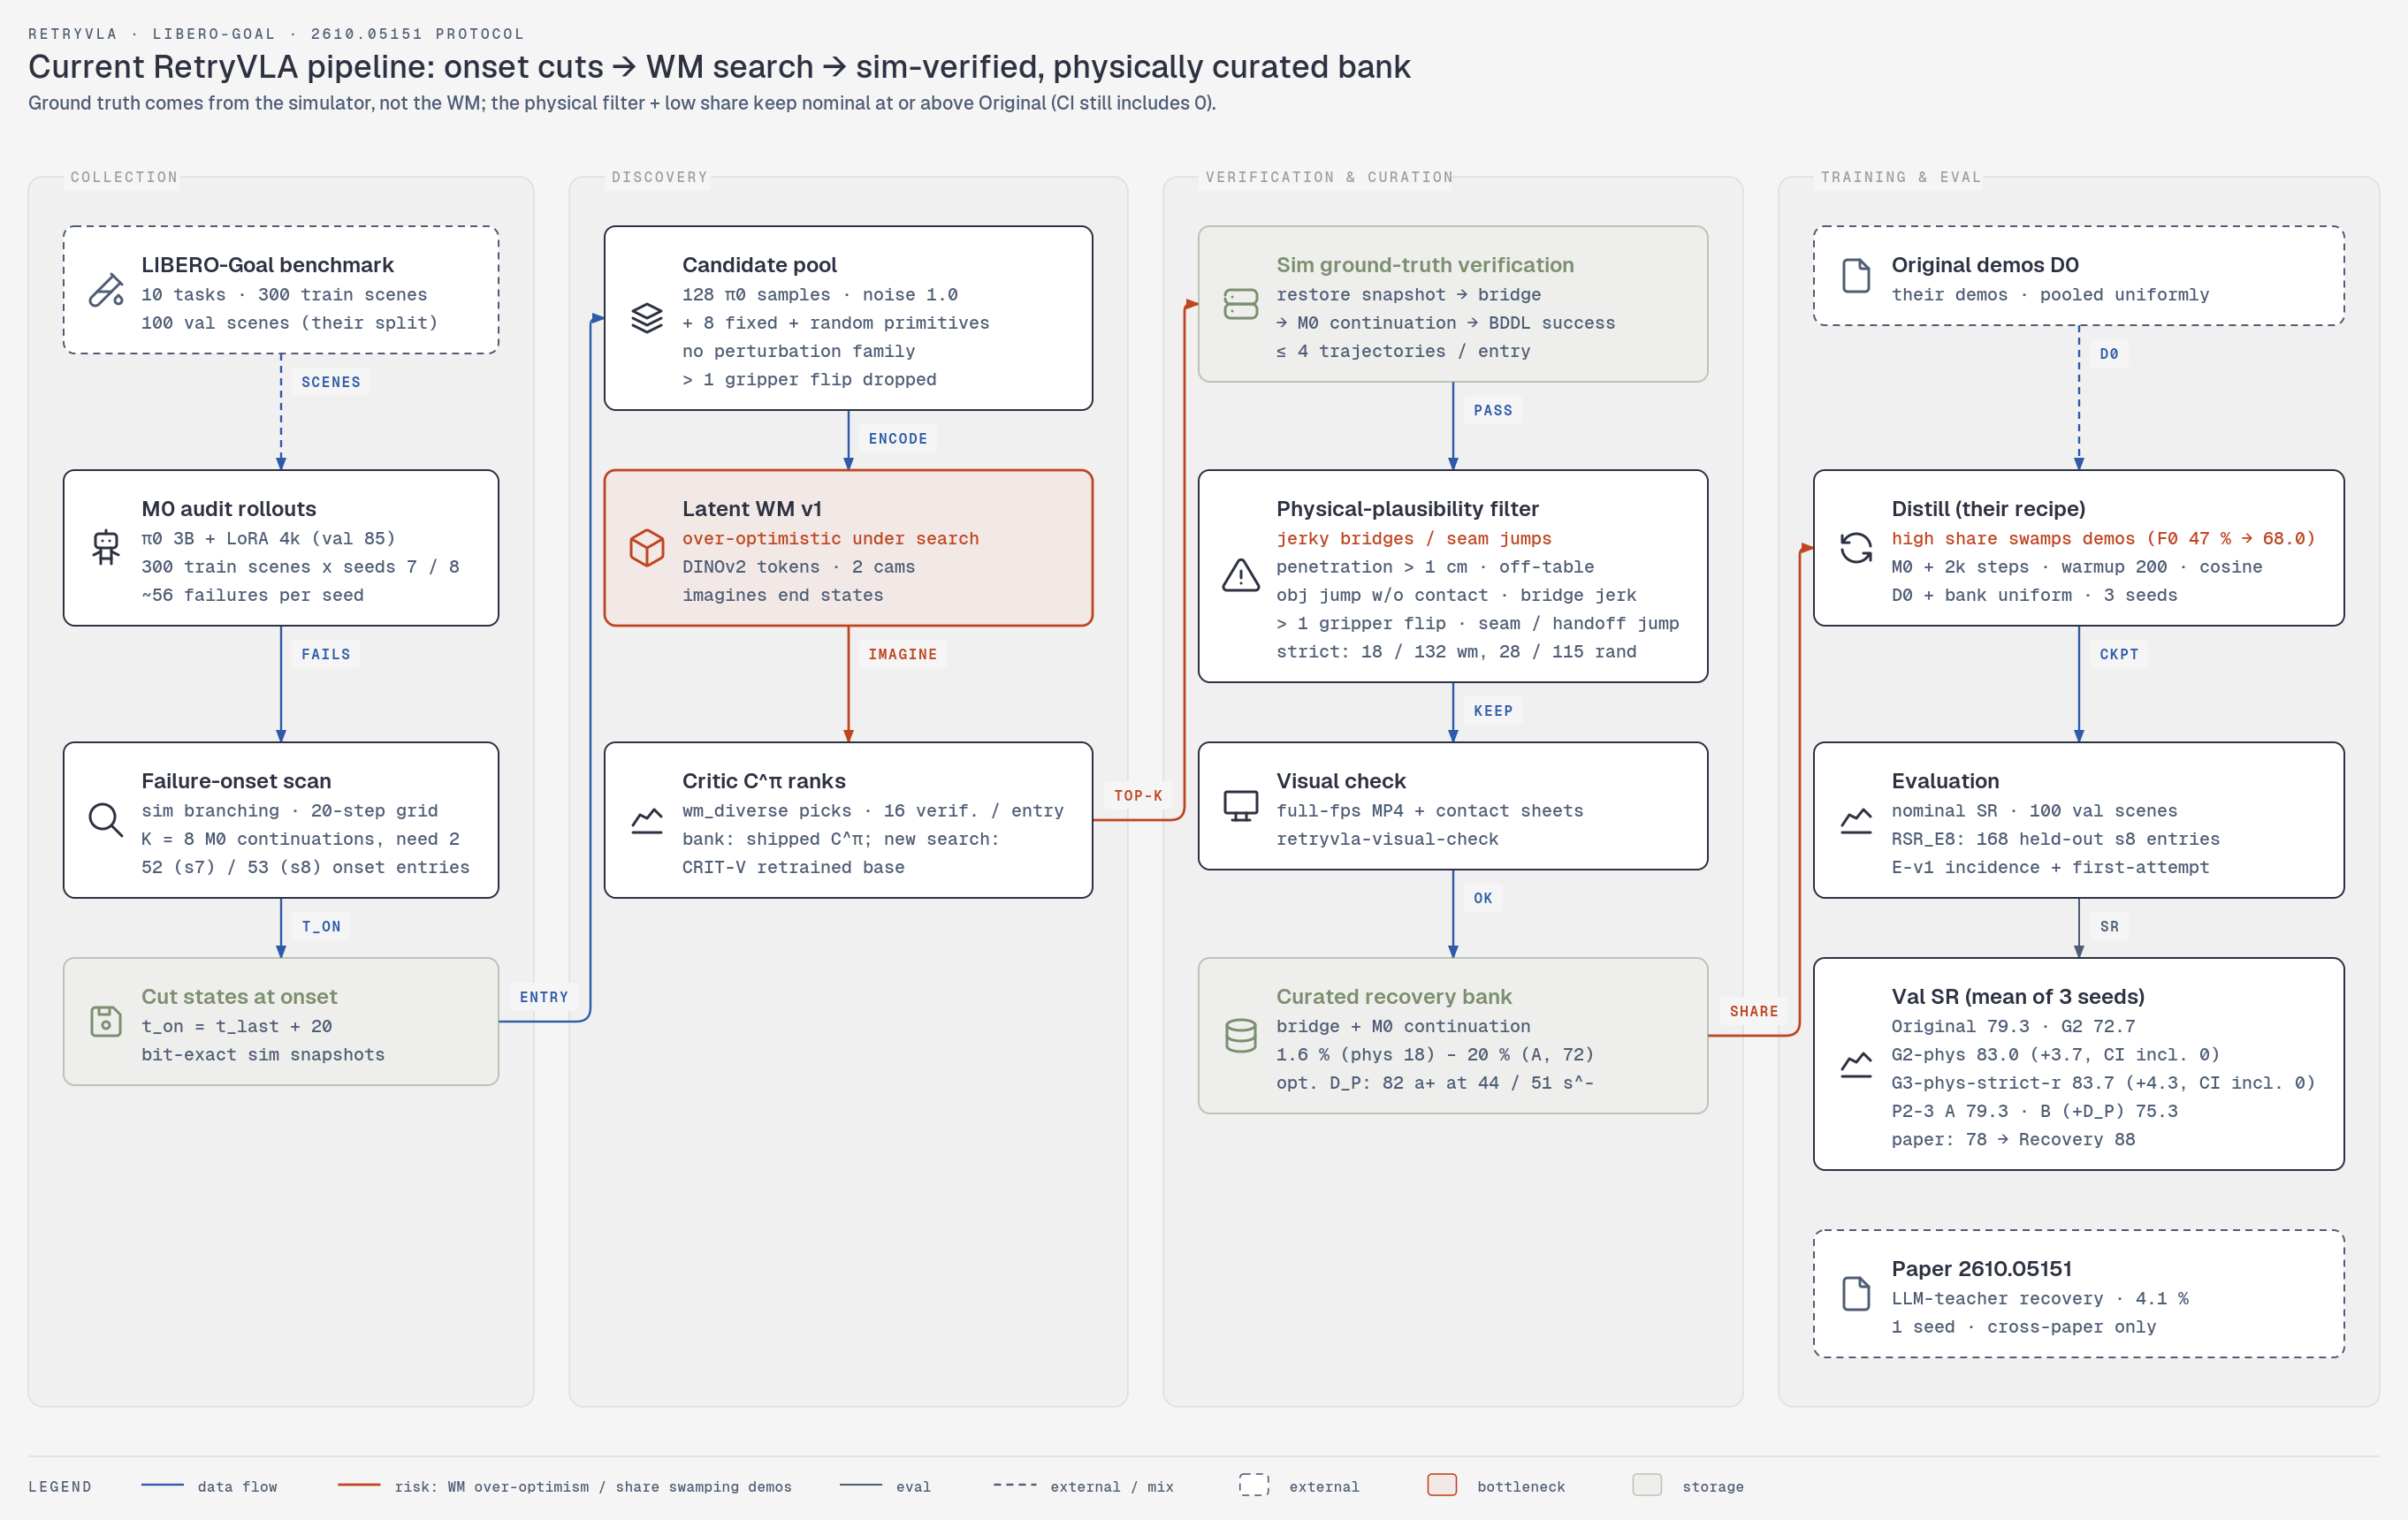 RETRYVLA · LIBERO-GOAL · 2610.05151 PROTOCOL
Current RetryVLA pipeline: onset cuts → WM search → sim-verified, physically curated bank
Ground truth comes from the simulator, not the WM; the physical filter + low share keep nominal at or above Original (CI still includes 0).
COLLECTION
LIBERO-Goal benchmark
10 tasks · 300 train scenes
100 val scenes (their split)
SCENES
M0 audit rollouts
π0 3B + LoRA 4k (val 85)
300 train scenes x seeds 7 / 8
~56 failures per seed
FAILS
Failure-onset scan
sim branching · 20-step grid
K = 8 M0 continuations, need 2
52 (s7) / 53 (s8) onset entries
T_ON
Cut states at onset
t_on = t_last + 20
bit-exact sim snapshots
ENTRY
DISCOVERY
Candidate pool
128 π0 samples · noise 1.0
+ 8 fixed + random primitives
no perturbation family
> 1 gripper flip dropped
ENCODE
Latent WM v1
over-optimistic under search
DINOv2 tokens · 2 cams
imagines end states
IMAGINE
Critic C^π ranks
wm_diverse picks · 16 verif. / entry
bank: shipped C^π; new search:
CRIT-V retrained base
TOP-K
VERIFICATION & CURATION
Sim ground-truth verification
restore snapshot → bridge
→ M0 continuation → BDDL success
≤ 4 trajectories / entry
PASS
Physical-plausibility filter
jerky bridges / seam jumps
penetration > 1 cm · off-table
obj jump w/o contact · bridge jerk
> 1 gripper flip · seam / handoff jump
strict: 18 / 132 wm, 28 / 115 rand
KEEP
Visual check
full-fps MP4 + contact sheets
retryvla-visual-check
OK
Curated recovery bank
bridge + M0 continuation
1.6 % (phys 18) – 20 % (A, 72)
opt. D_P: 82 a+ at 44 / 51 s^-
SHARE
TRAINING & EVAL
Original demos D0
their demos · pooled uniformly
D0
Distill (their recipe)
high share swamps demos (F0 47 % → 68.0)
M0 + 2k steps · warmup 200 · cosine
D0 + bank uniform · 3 seeds
CKPT
Evaluation
nominal SR · 100 val scenes
RSR_E8: 168 held-out s8 entries
E-v1 incidence + first-attempt
SR
Val SR (mean of 3 seeds)
Original 79.3 · G2 72.7
G2-phys 83.0 (+3.7, CI incl. 0)
G3-phys-strict-r 83.7 (+4.3, CI incl. 0)
P2-3 A 79.3 · B (+D_P) 75.3
paper: 78 → Recovery 88
Paper 2610.05151
LLM-teacher recovery · 4.1 %
1 seed · cross-paper only
LEGEND
data flow
risk: WM over-optimism / share swamping demos
eval
external / mix
external
bottleneck
storage